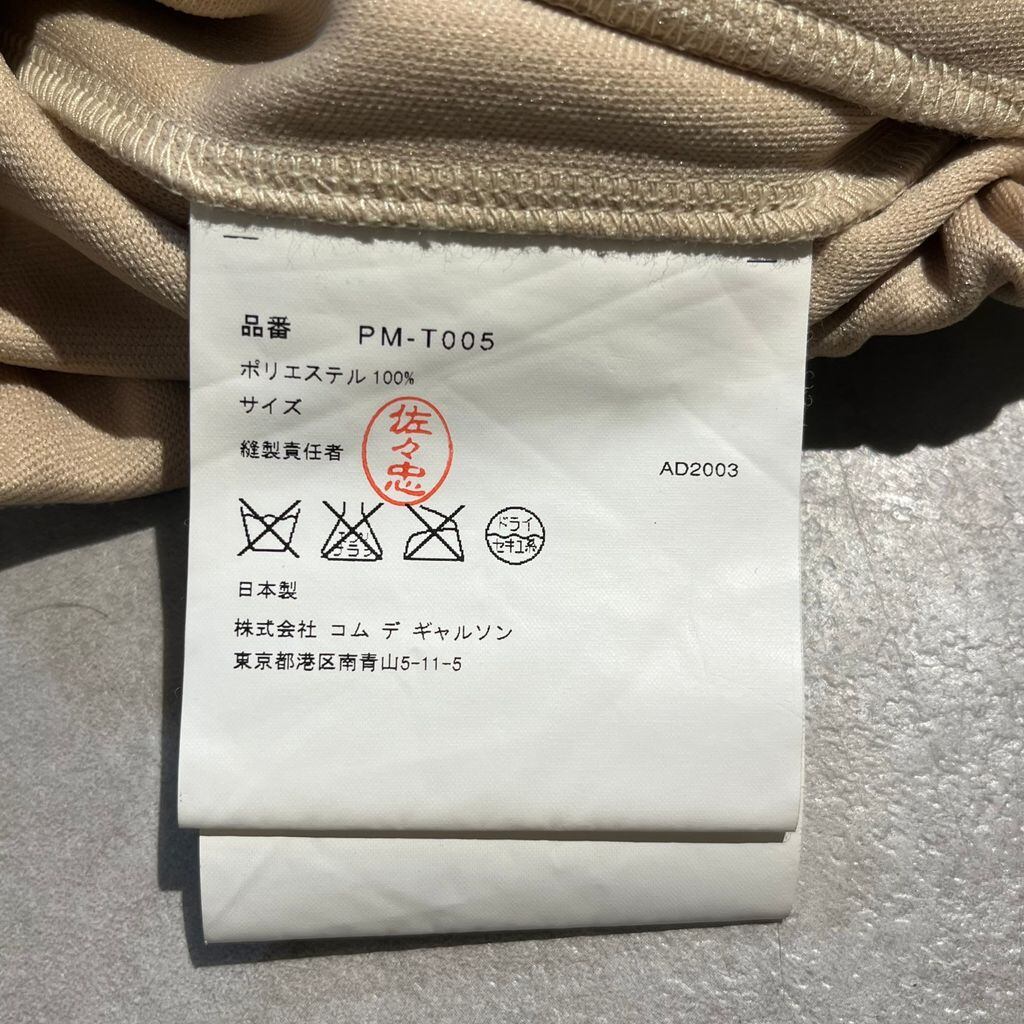 品番 PM-T005
ポリエステル 100%
サイズ
縫製責任者 佐々忠
AD2003
ドライ
セキユ系
日本製
株式会社 コム デ ギャルソン
東京都港区南青山5-11-5